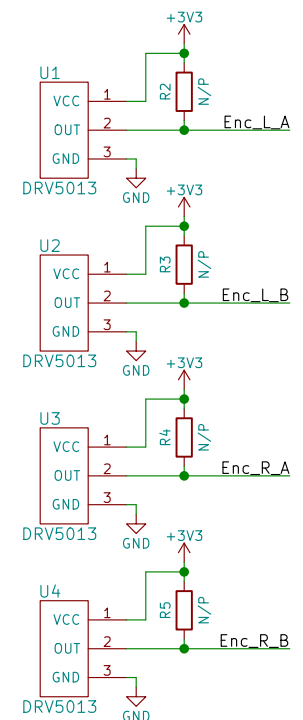 +3V3
U1
VCC 1
R2
N/P
OUT 2
Enc_L_A
GND 3
DRV5013
GND
+3V3
U2
VCC 1
R3
N/P
OUT 2
Enc_L_B
GND 3
DRV5013
GND
+3V3
U3
VCC 1
R4
N/P
OUT 2
Enc_R_A
GND 3
DRV5013
GND
+3V3
U4
VCC 1
R5
N/P
OUT 2
Enc_R_B
GND 3
DRV5013
GND